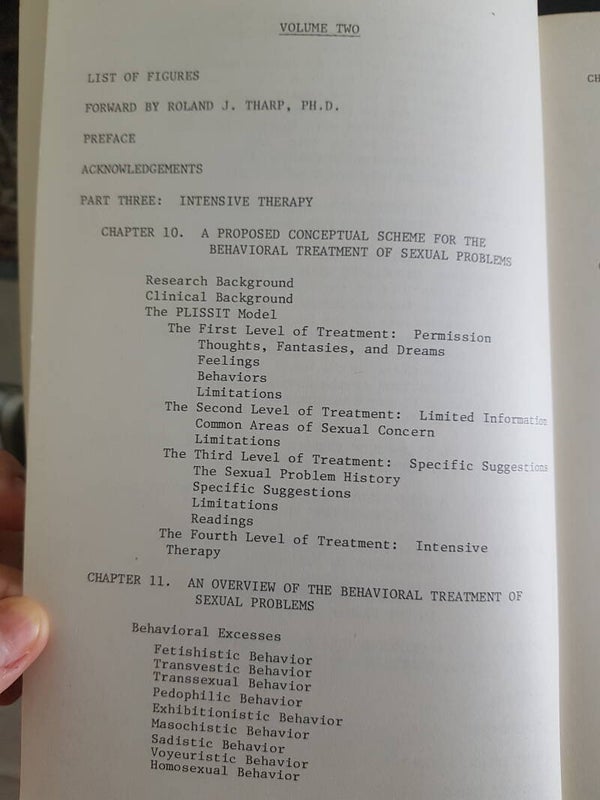 VOLUME TWO
LIST OF FIGURES
FORWARD BY ROLAND J. THARP, PH.D.
PREFACE
ACKNOWLEDGEMENTS
PART THREE: INTENSIVE THERAPY
CHAPTER 10. A PROPOSED CONCEPTUAL SCHEME FOR THE
BEHAVIORAL TREATMENT OF SEXUAL PROBLEMS
Research Background
Clinical Background
The PLISSIT Model
The First Level of Treatment: Permission
Thoughts, Fantasies, and Dreams
Feelings
Behaviors
Limitations
The Second Level of Treatment: Limited Information
Common Areas of Sexual Concern
Limitations
The Third Level of Treatment: Specific Suggestions
The Sexual Problem History
Specific Suggestions
Limitations
Readings
The Fourth Level of Treatment: Intensive
Therapy
CHAPTER 11. AN OVERVIEW OF THE BEHAVIORAL TREATMENT OF
SEXUAL PROBLEMS
Behavioral Excesses
Fetishistic Behavior
Transvestic Behavior
Transsexual Behavior
Pedophilic Behavior
Exhibitionistic Behavior
Masochistic Behavior
Sadistic Behavior
Voyeuristic Behavior
Homosexual Behavior
CH